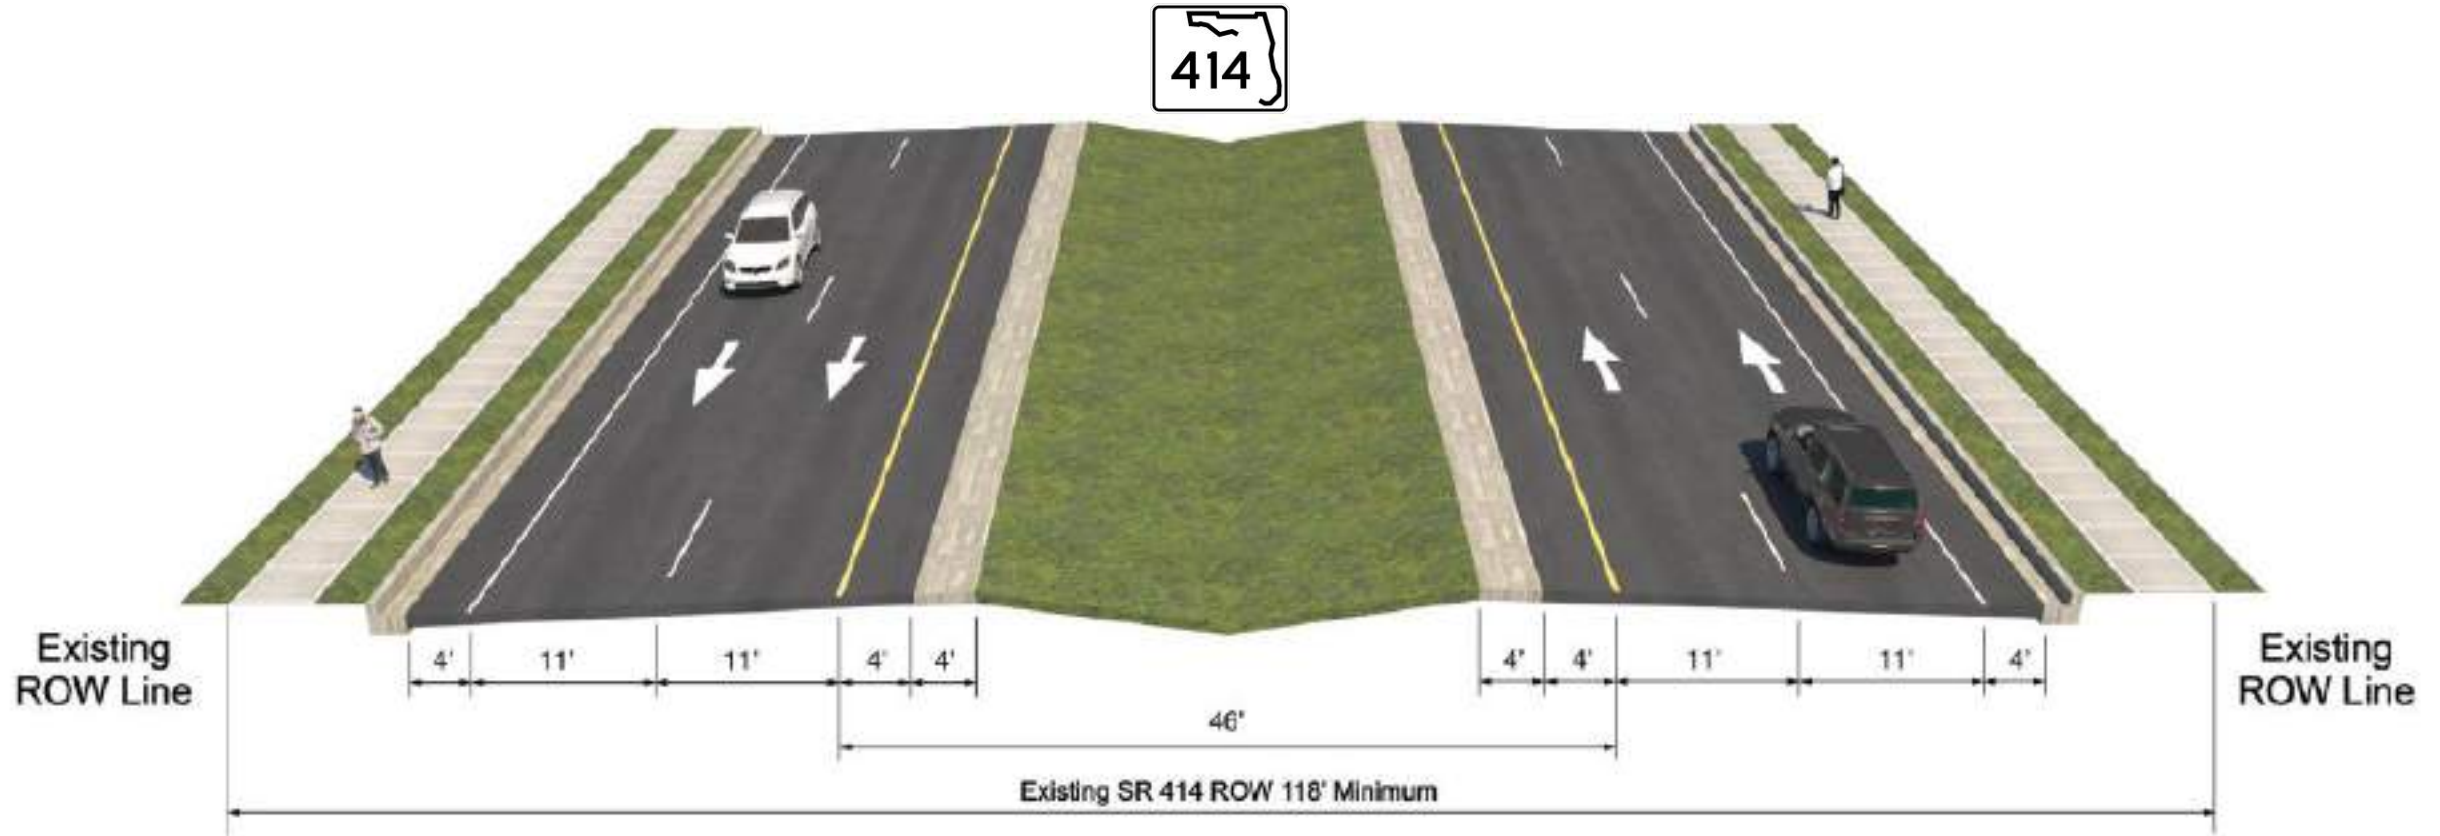 414
Existing
ROW Line
4' 11' 11' 4' 4' 4' 4' 11' 11' 4'
Existing
ROW Line
46'
Existing SR 414 ROW 118' Minimum